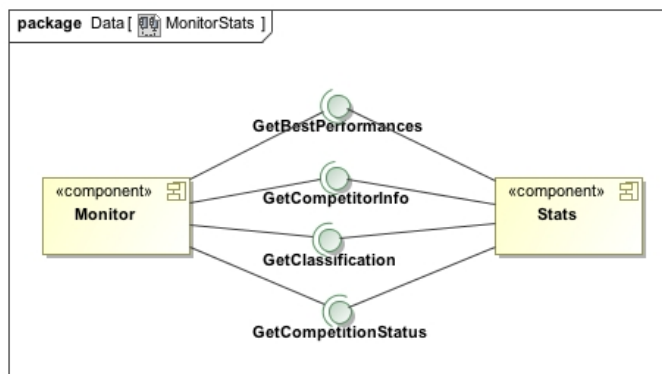 package Data [ MonitorStats ]
GetBestPerformances
«component»
Monitor
GetCompetitorInfo
«component»
Stats
GetClassification
GetCompetitionStatus